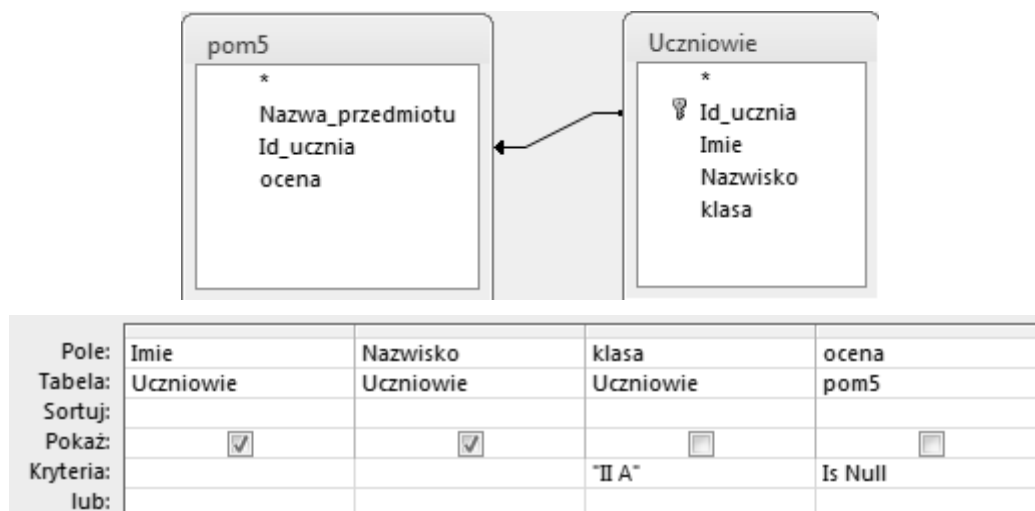 pom5
*
Nazwa_przedmiotu
Id_ucznia
ocena
Uczniowie
*
Id_ucznia
Imie
Nazwisko
klasa
Pole: Imie Nazwisko klasa ocena
Tabela: Uczniowie Uczniowie Uczniowie pom5
Sortuj:
Pokaż:
Kryteria: "II A" Is Null
lub: